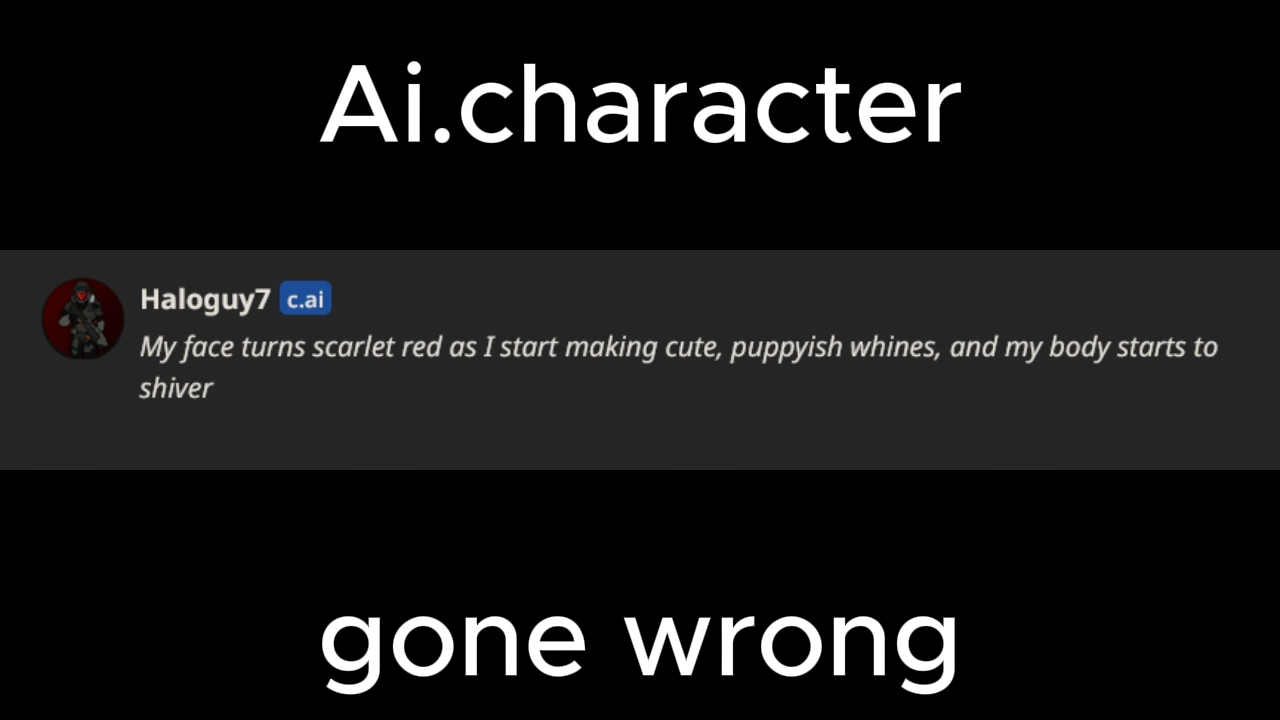 Ai.character
Haloguy7 c.ai
My face turns scarlet red as I start making cute, puppyish whines, and my body starts to
shiver
gone wrong